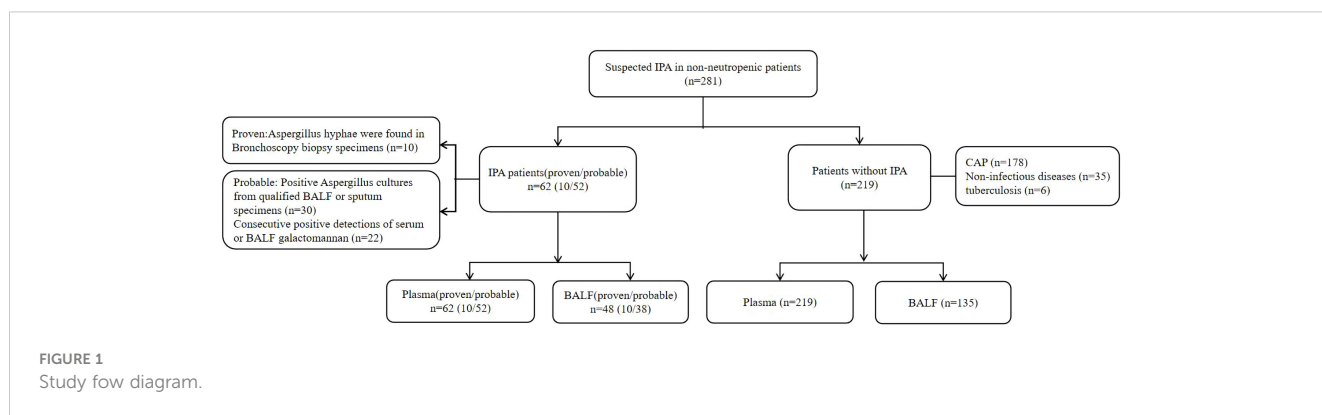 Suspected IPA in non-neutropenic patients
(n=281)
Proven:Aspergillus hyphae were found in
Bronchoscopy biopsy specimens (n=10)
Probable: Positive Aspergillus cultures
from qualified BALF or sputum
specimens (n=30)
Consecutive positive detections of serum
or BALF galactomannan (n=22)
IPA patients(proven/probable)
n=62 (10/52)
Patients without IPA
(n=219)
CAP (n=178)
Non-infectious diseases (n=35)
tuberculosis (n=6)
Plasma(proven/probable)
n=62 (10/52)
BALF(proven/probable)
n=48 (10/38)
Plasma (n=219)
BALF (n=135)
FIGURE 1
Study fow diagram.